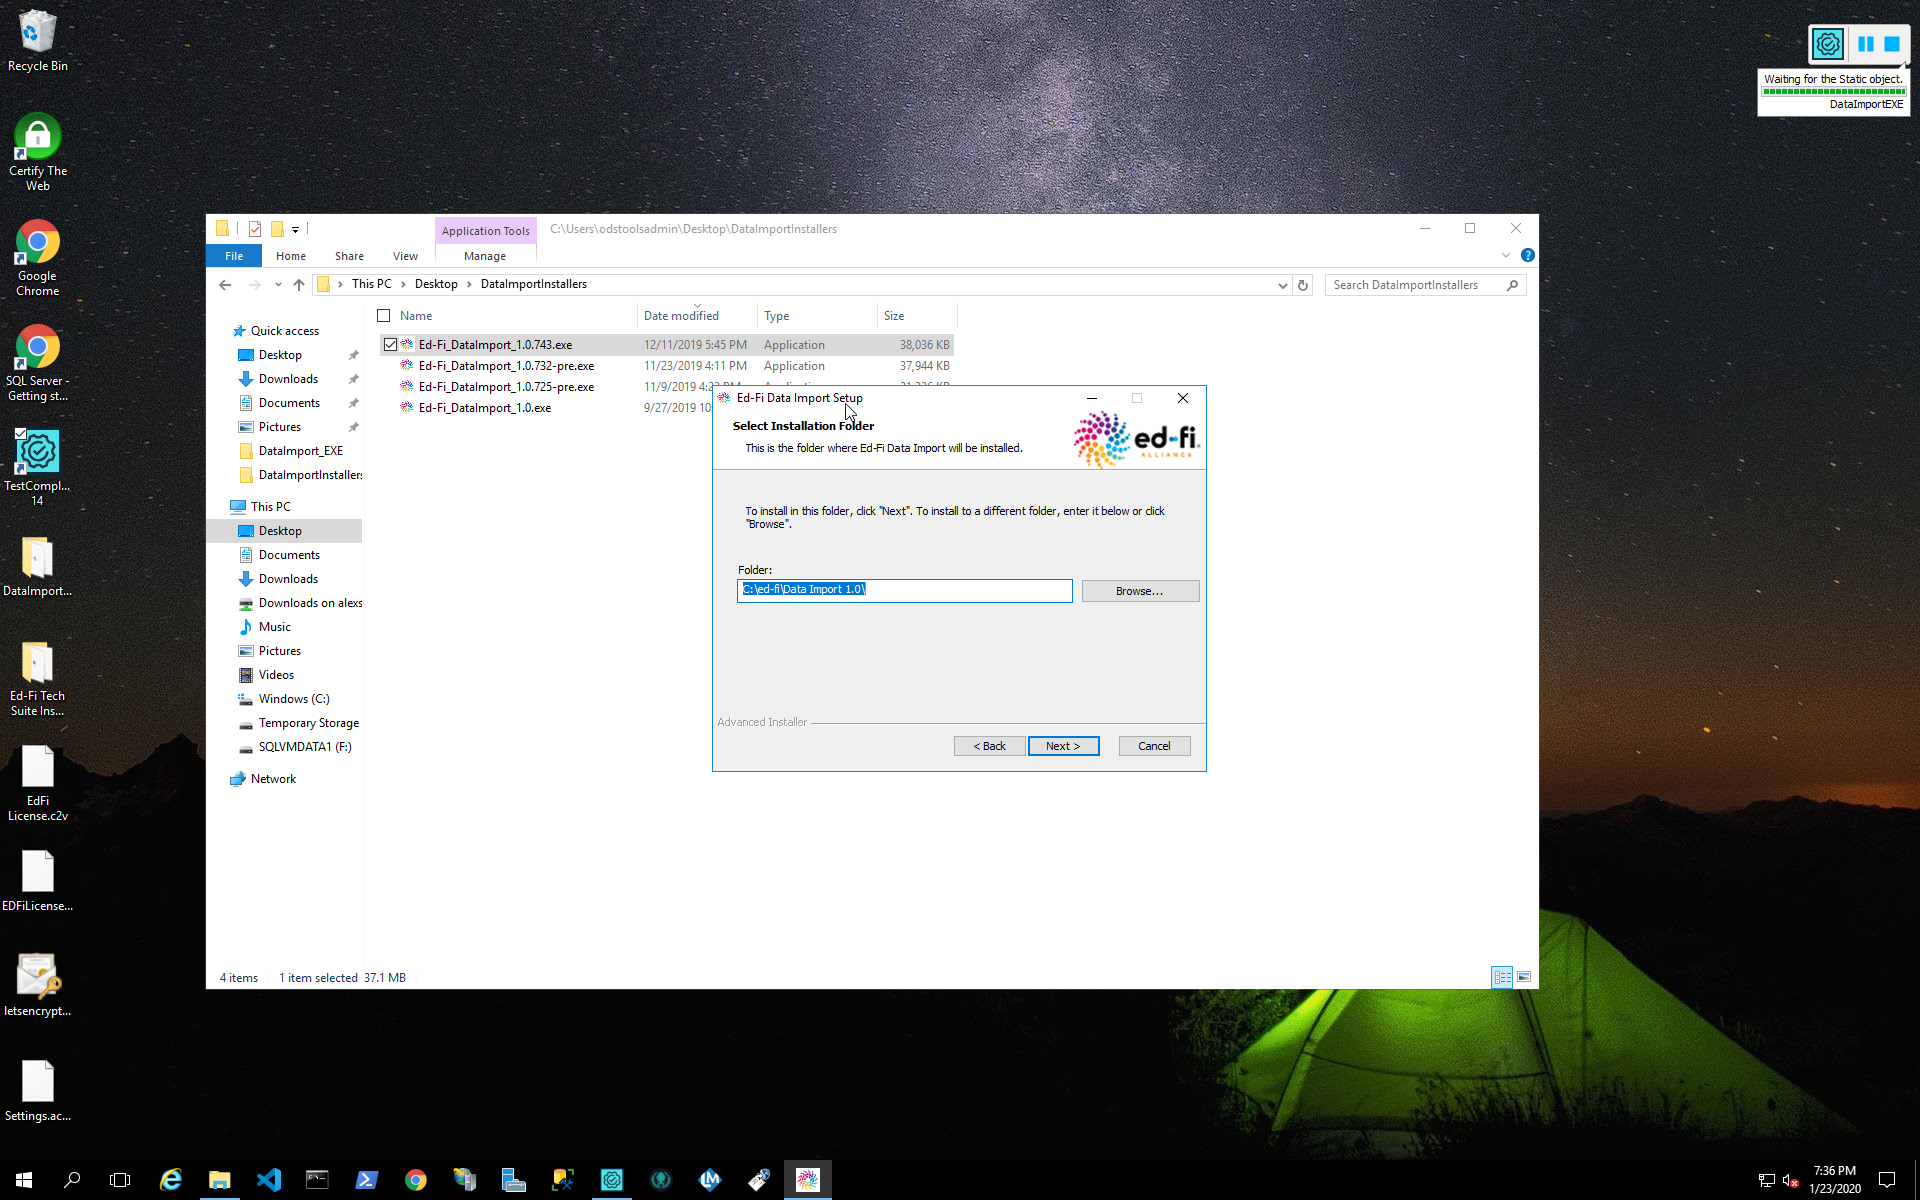 Recycle Bin
Certify The
Web
Google
Chrome
SQL Server -
Getting st...
TestCompl...
14
DataImport...
Ed-Fi Tech
Suite Ins...
EdFi
License.c2v
EDFiLicense...
letsencrypt...
Settings.ac...
Waiting for the Static object.
DataImportEXE
Application Tools
C:\Users\odstoolsadmin\Desktop\DataImportInstallers
File
Home
Share
View
Manage
This PC
Desktop
DataImportInstallers
Search DataImportInstallers
Name
Date modified
Type
Size
Ed-Fi_DataImport_1.0.743.exe 12/11/2019 5:45 PM Application 38,036 KB
Ed-Fi_DataImport_1.0.732-pre.exe 11/23/2019 4:11 PM Application 37,944 KB
Ed-Fi_DataImport_1.0.725-pre.exe 11/9/2019
Ed-Fi_DataImport_1.0.exe 9/27/2019 10
Quick access
Desktop
Downloads
Documents
Pictures
DataImport_EXE
DataImportInstallers
This PC
Desktop
Documents
Downloads
Downloads on alexs
Music
Pictures
Videos
Windows (C:)
Temporary Storage
SQLVMDATA1 (F:)
Network
4 items
1 item selected 37.1 MB
Ed-Fi Data Import Setup
Select Installation Folder
This is the folder where Ed-Fi Data Import will be installed.
ed-fi.
ALLIANCE
To install in this folder, click "Next". To install to a different folder, enter it below or click
"Browse".
Folder:
C:\ed-fi\Data Import 1.0\
Browse...
Advanced Installer
< Back
Next >
Cancel
7:36 PM
1/23/2020